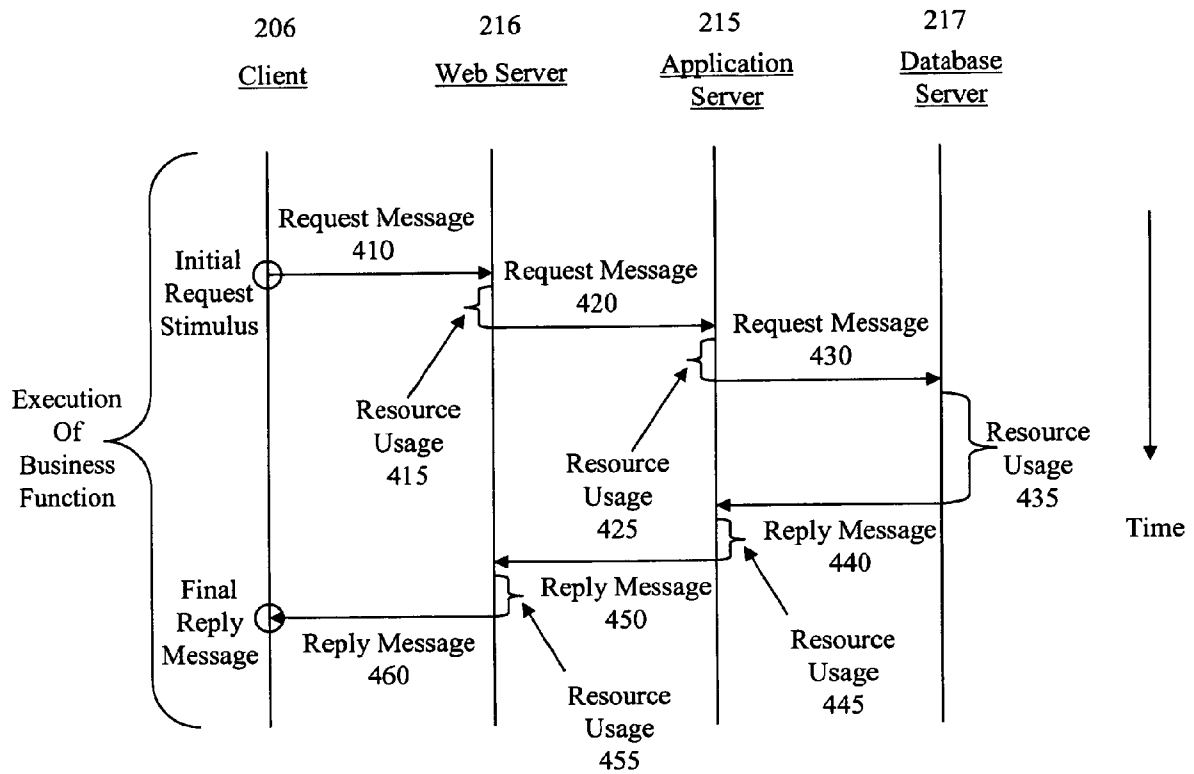 206
Client
216
Web Server
215
Application
Server
217
Database
Server
Request Message
410
Initial
Request
Stimulus
Request Message
420
Request Message
430
Execution
Of
Business
Function
Resource
Usage
415
Resource
Usage
425
Resource
Usage
435
Time
Reply Message
440
Final
Reply
Message
Reply Message
450
Reply Message
460
Resource
Usage
445
Resource
Usage
455